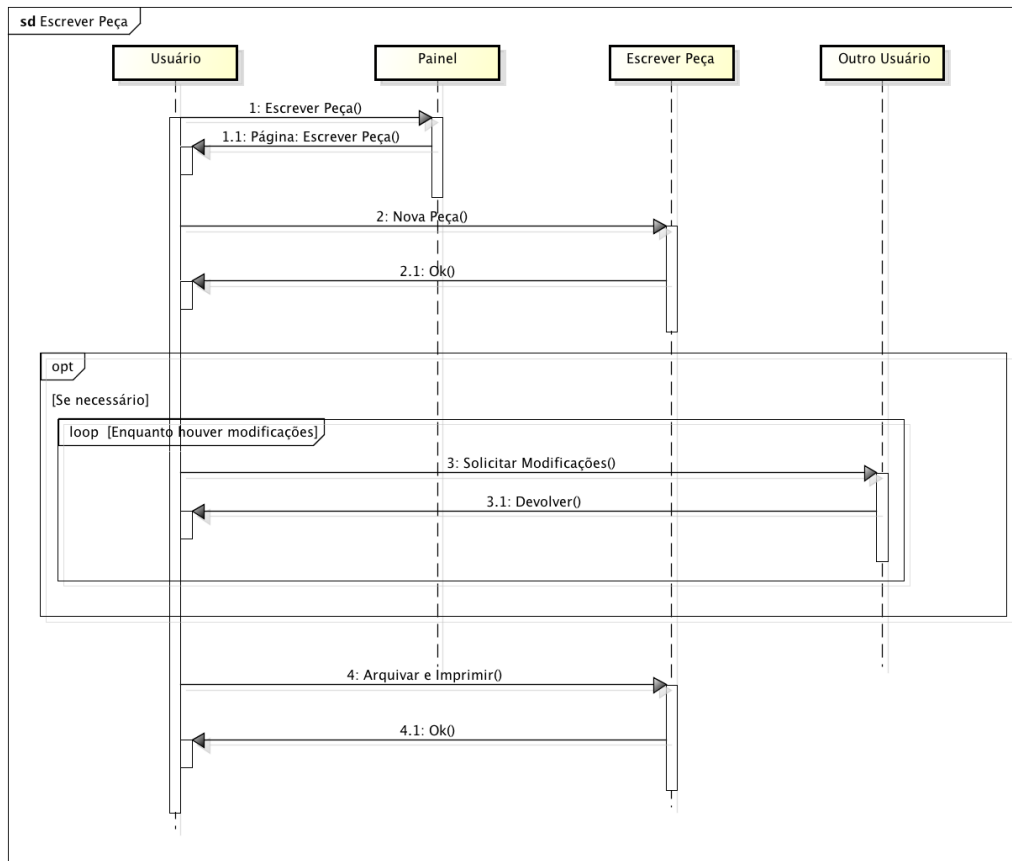 sd Escrever Peça
Usuário
Painel
Escrever Peça
Outro Usuário
1: Escrever Peça()
1.1: Página: Escrever Peça()
2: Nova Peça()
2.1: Ok()
opt
[Se necessário]
loop [Enquanto houver modificações]
3: Solicitar Modificações()
3.1: Devolver()
4: Arquivar e Imprimir()
4.1: Ok()